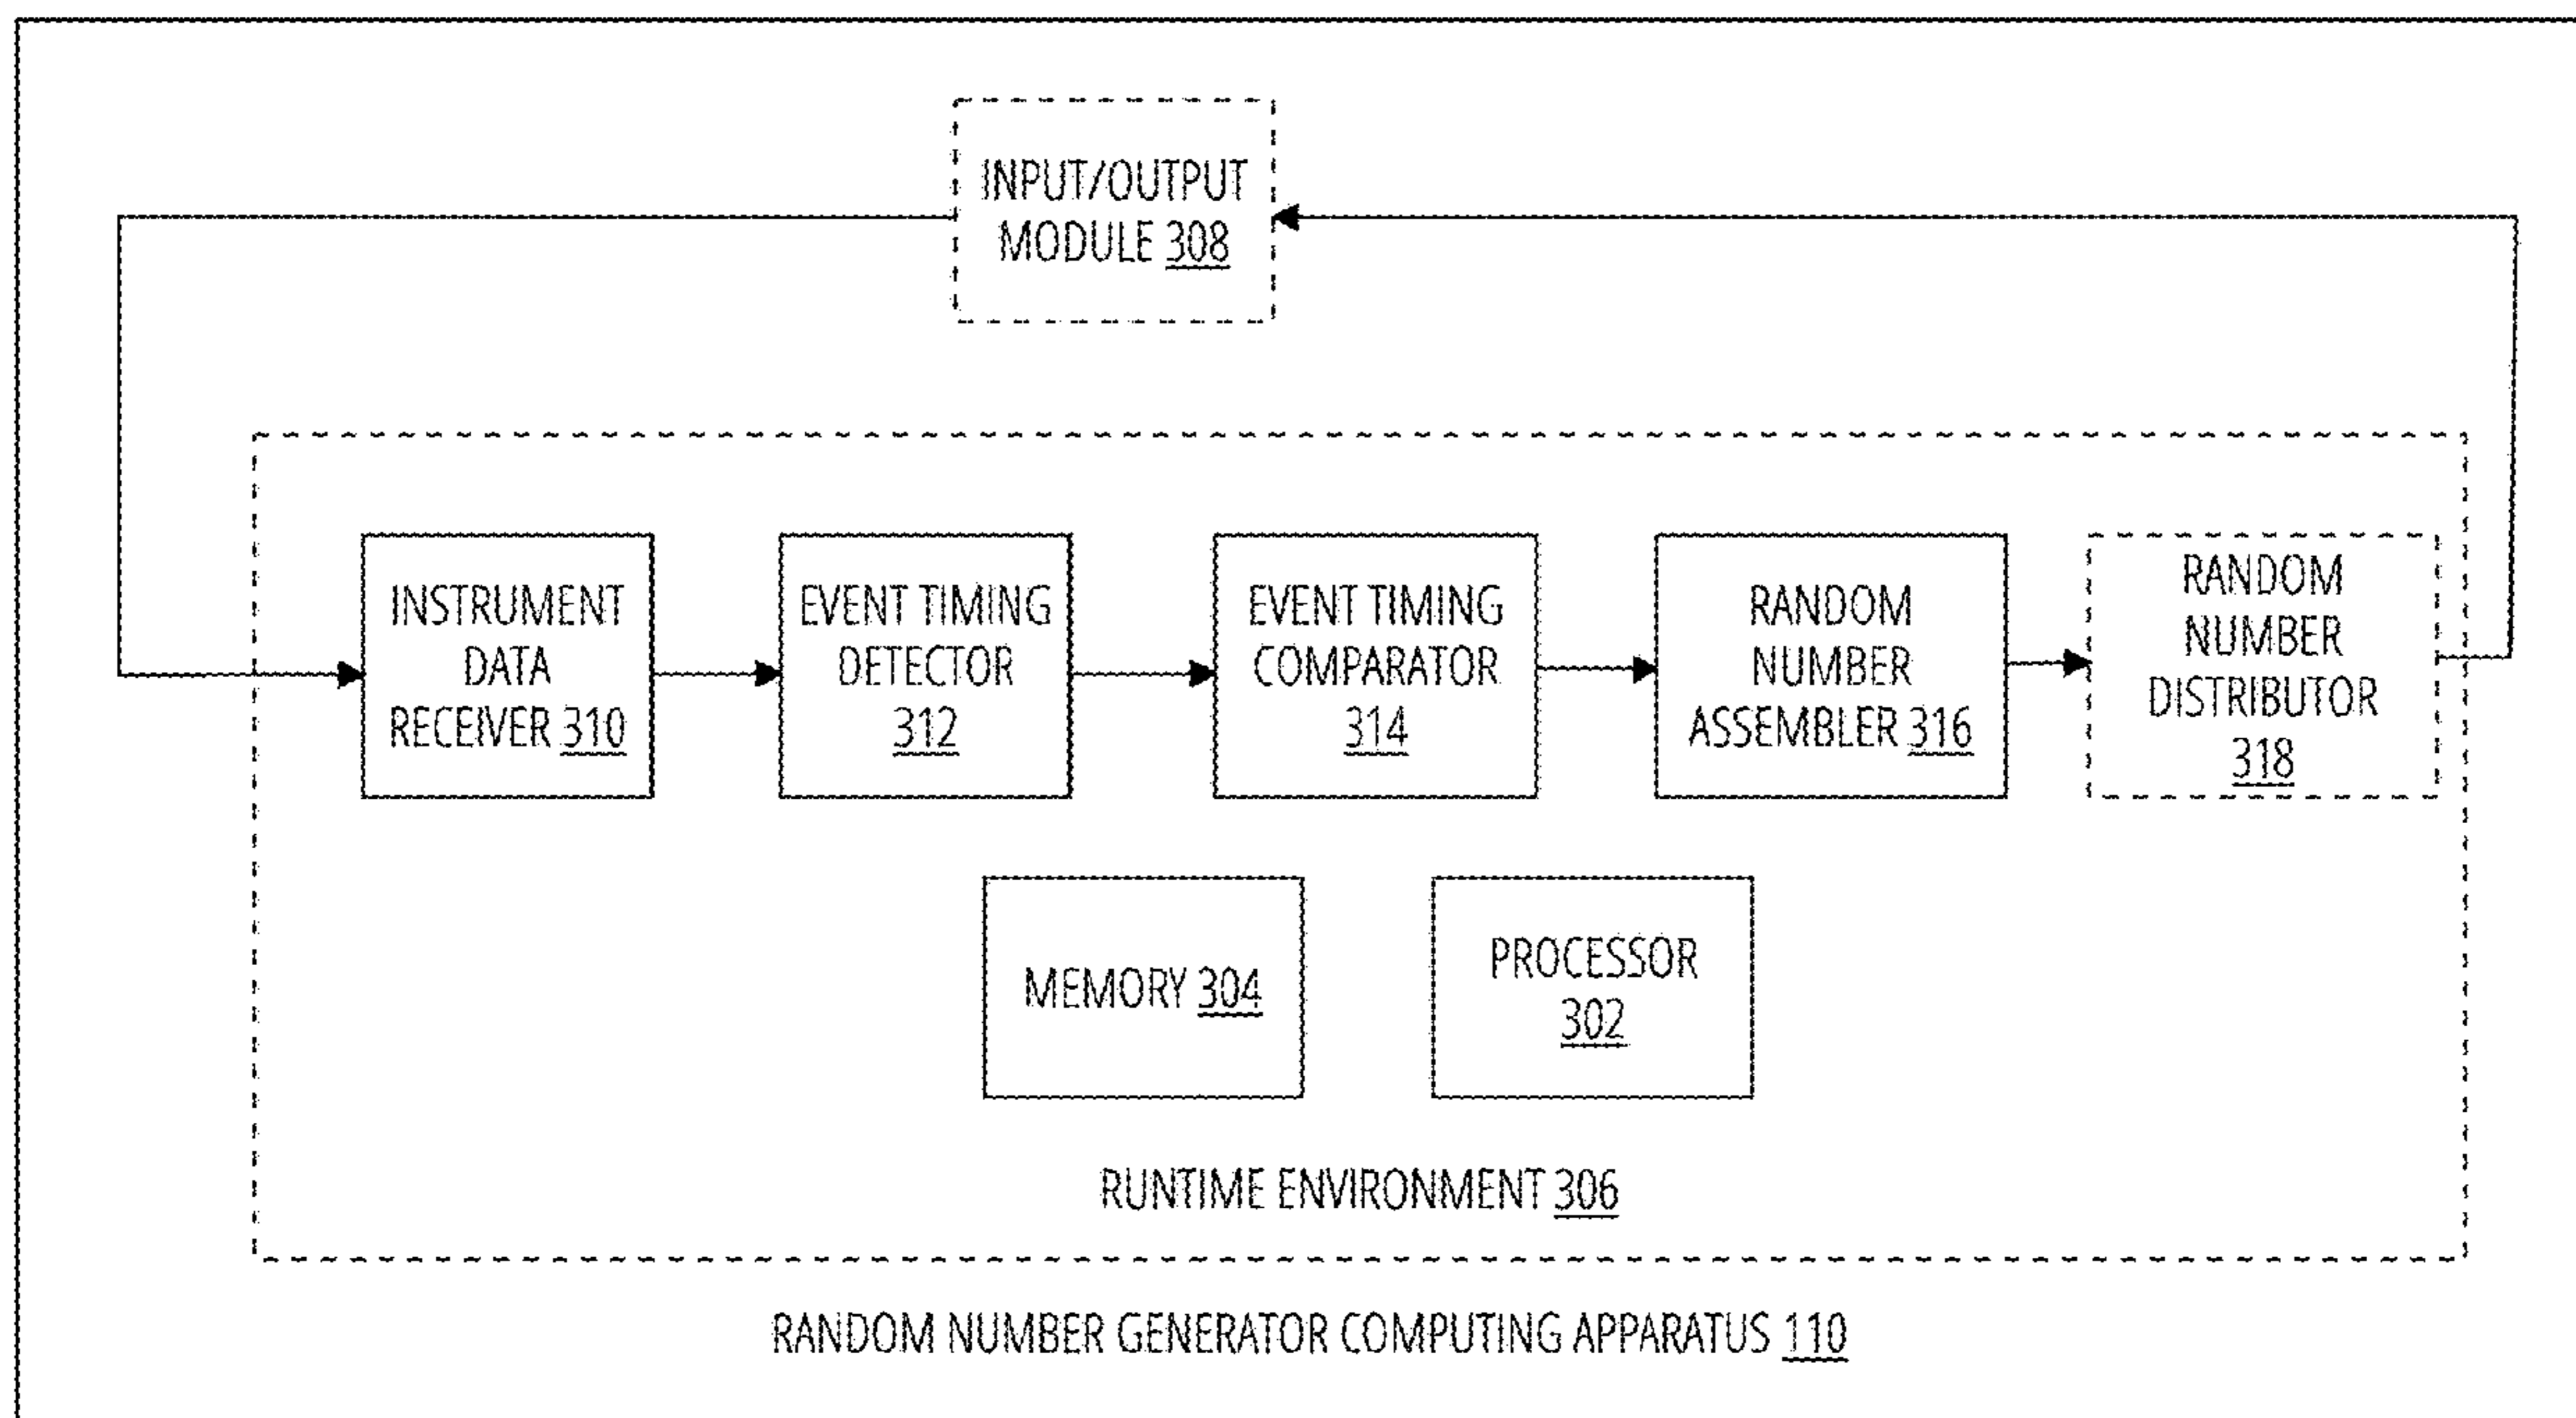 INPUT/OUTPUT
MODULE 308
INSTRUMENT
DATA
RECEIVER 310
EVENT TIMING
DETECTOR
312
EVENT TIMING
COMPARATOR
314
RANDOM
NUMBER
ASSEMBLER 316
RANDOM
NUMBER
DISTRIBUTOR
318
MEMORY 304
PROCESSOR
302
RUNTIME ENVIRONMENT 306
RANDOM NUMBER GENERATOR COMPUTING APPARATUS 110